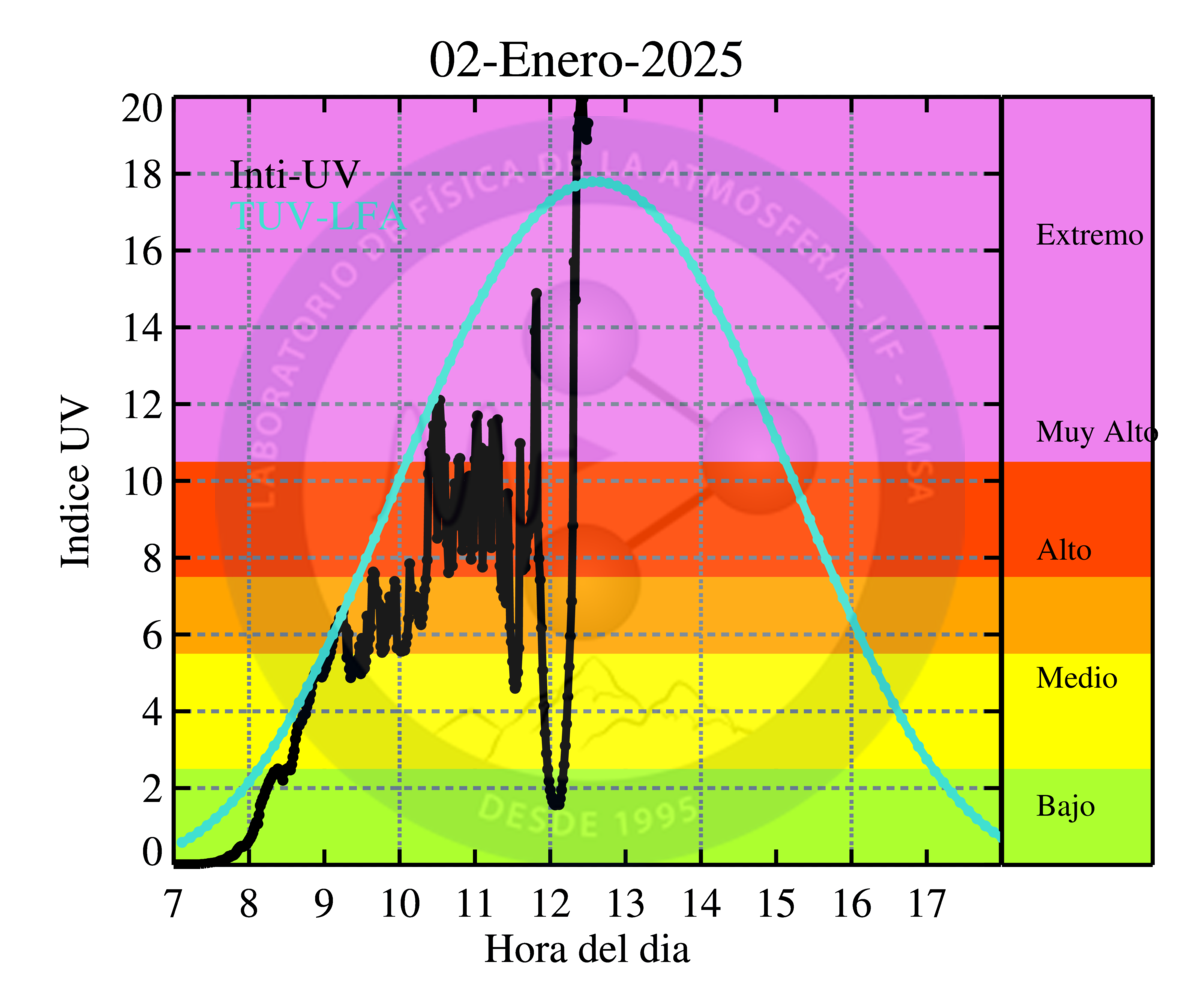 02-Enero-2025
20
18
16
14
12
10
8
6
4
2
0
Indice UV
Inti-UV
TUV-LFA
Extremo
Muy Alto
Alto
Medio
Bajo
LABORATORIO DE FÍSICA DE LA ATMÓSFERA - IIF - UMSA
DESDE 1995
7 8 9 10 11 12 13 14 15 16 17
Hora del dia